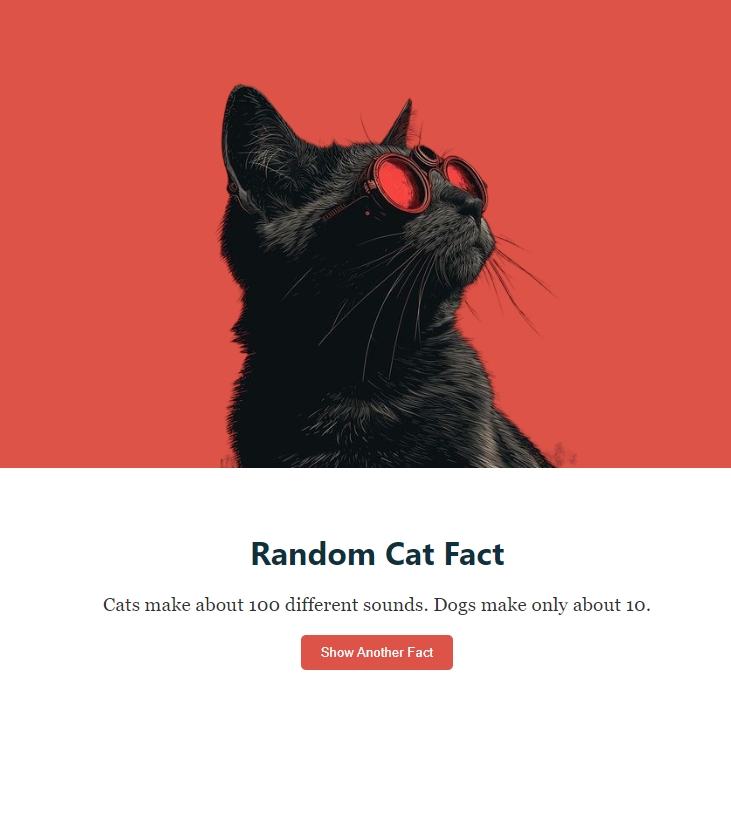 Random Cat Fact
Cats make about 100 different sounds. Dogs make only about 10.
Show Another Fact